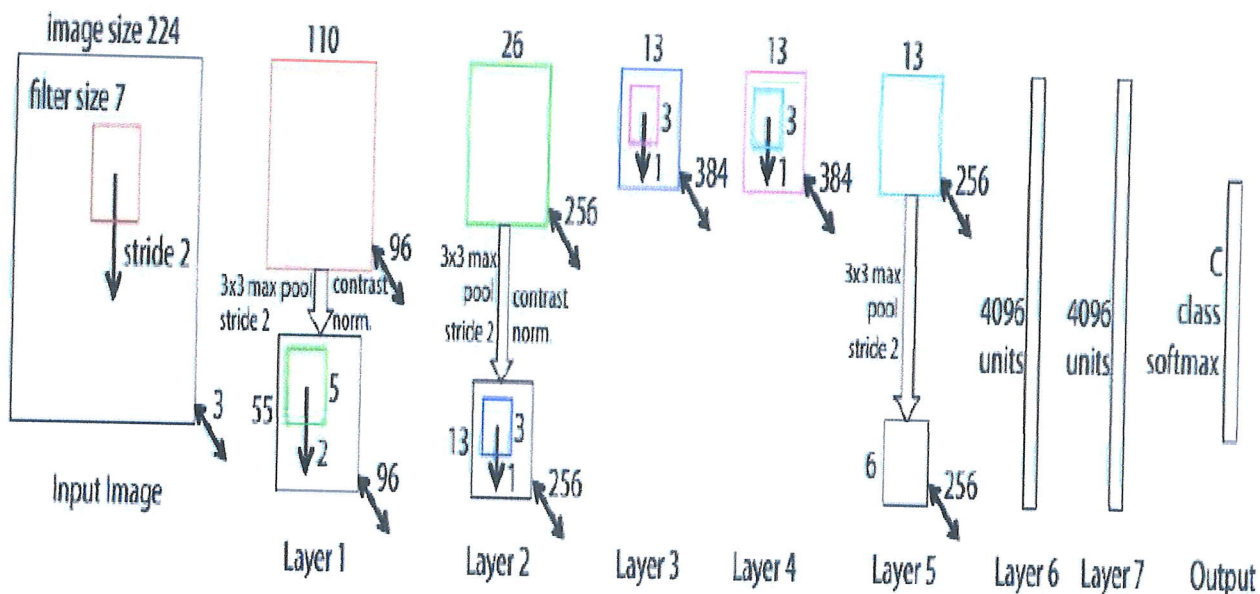 image size 224
filter size 7
stride 2
3
Input Image
110
96
3x3 max pool contrast
stride 2 norm.
55
5
2
96
Layer 1
26
256
3x3 max
pool contrast
stride 2 norm.
13
3
1
256
Layer 2
13
3
1
384
Layer 3
13
3
1
384
Layer 4
13
256
3x3 max
pool
stride 2
6
256
Layer 5
4096
units
Layer 6
4096
units
Layer 7
C
class
softmax
Output